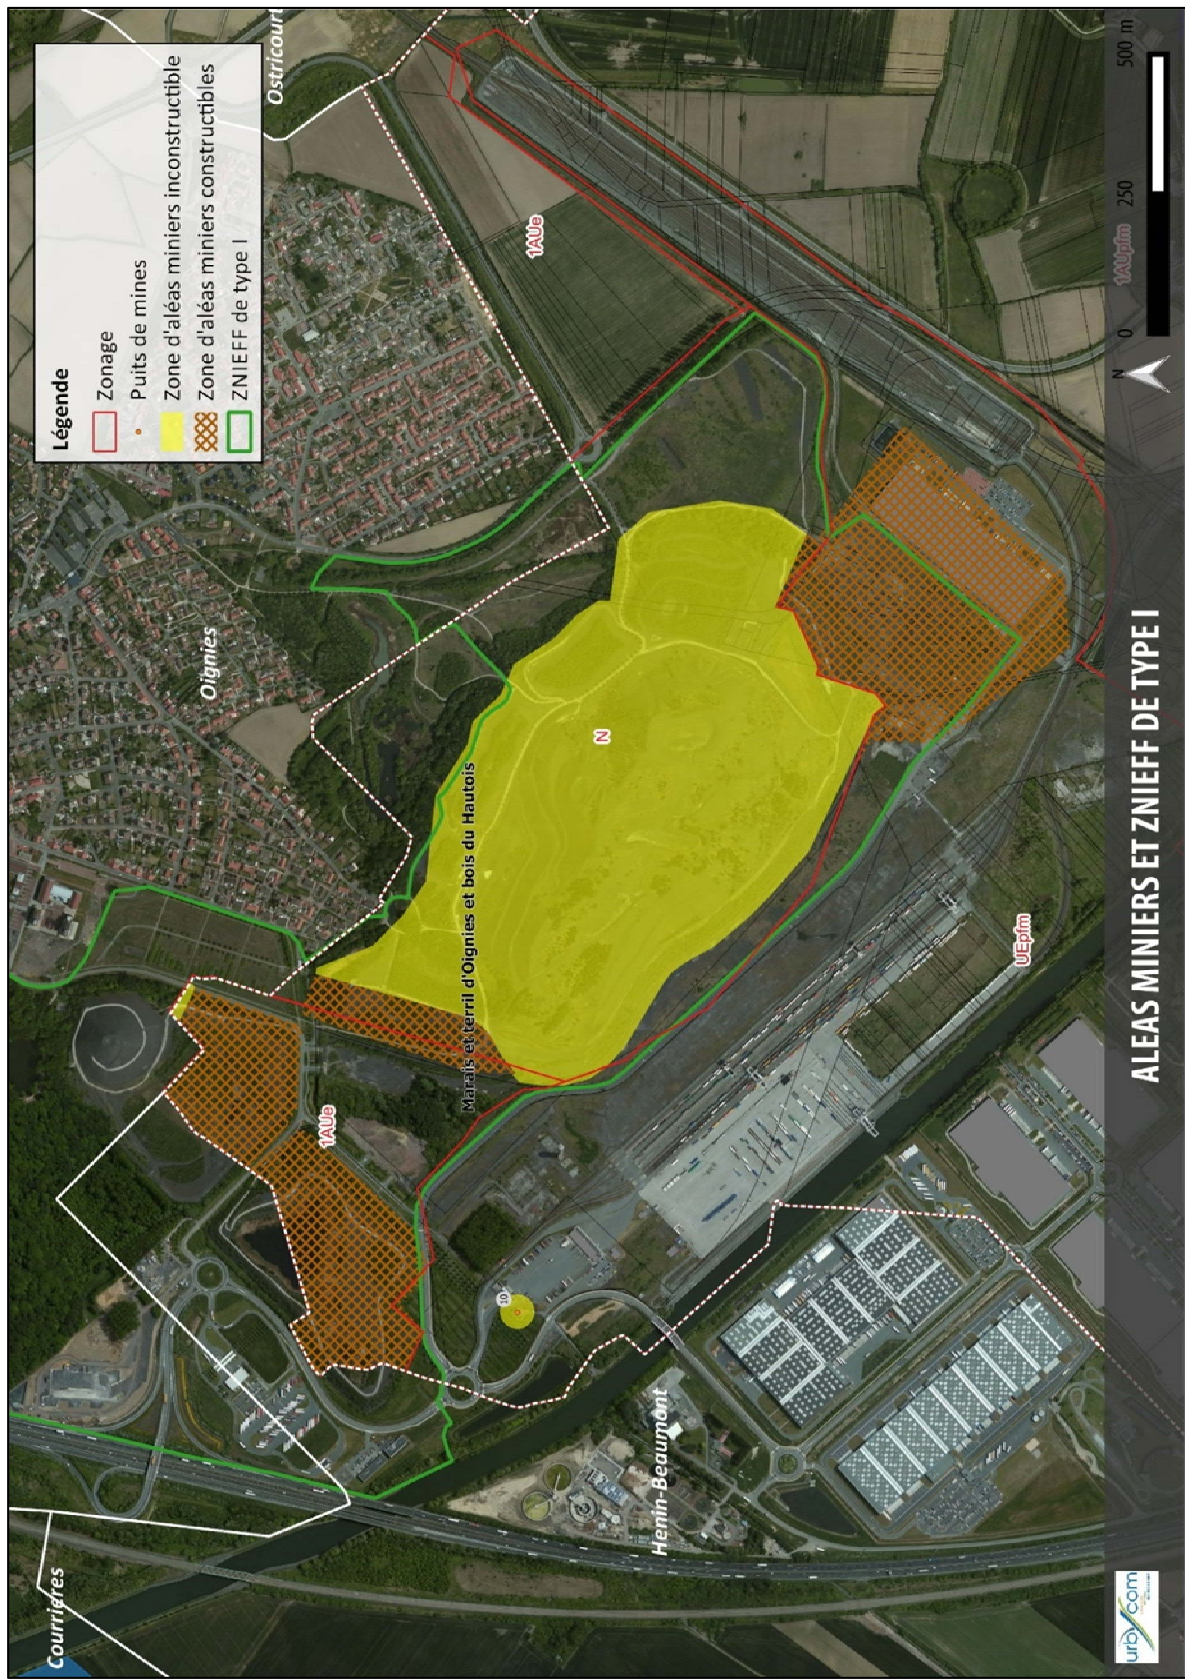 Légende
Zonage
Puits de mines
Zone d'aléas miniers inconstructible
Zone d'aléas miniers constructibles
ZNIEFF de type I
Courrières
Oignies
Ostricourt
Henin-Beaumont
1AUe
1AUe
N
Marais et terril d'Oignies et bois du Hautois
10
UEpfm
1AUpfm
N
0 250 500 m
ALEAS MINIERS ET ZNIEFF DE TYPE I
urbycom